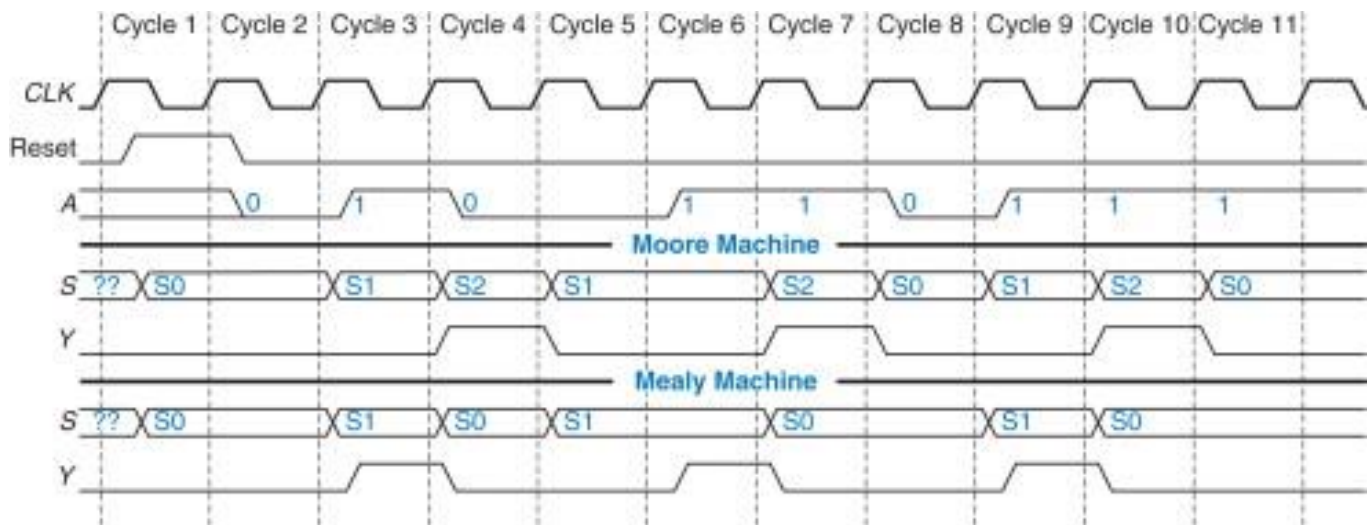 Cycle 1 Cycle 2 Cycle 3 Cycle 4 Cycle 5 Cycle 6 Cycle 7 Cycle 8 Cycle 9 Cycle 10 Cycle 11
CLK
Reset
A 0 1 0 1 1 0 1 1 1
Moore Machine
S ?? S0 S1 S2 S1 S2 S0 S1 S2 S0
Y
Mealy Machine
S ?? S0 S1 S0 S1 S0 S1 S0
Y